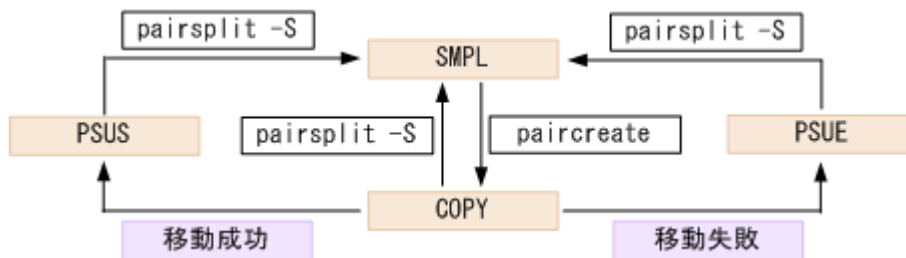 pairsplit -S
pairsplit -S
SMPL
PSUS
pairsplit -S
paircreate
PSUE
COPY
移動成功
移動失敗